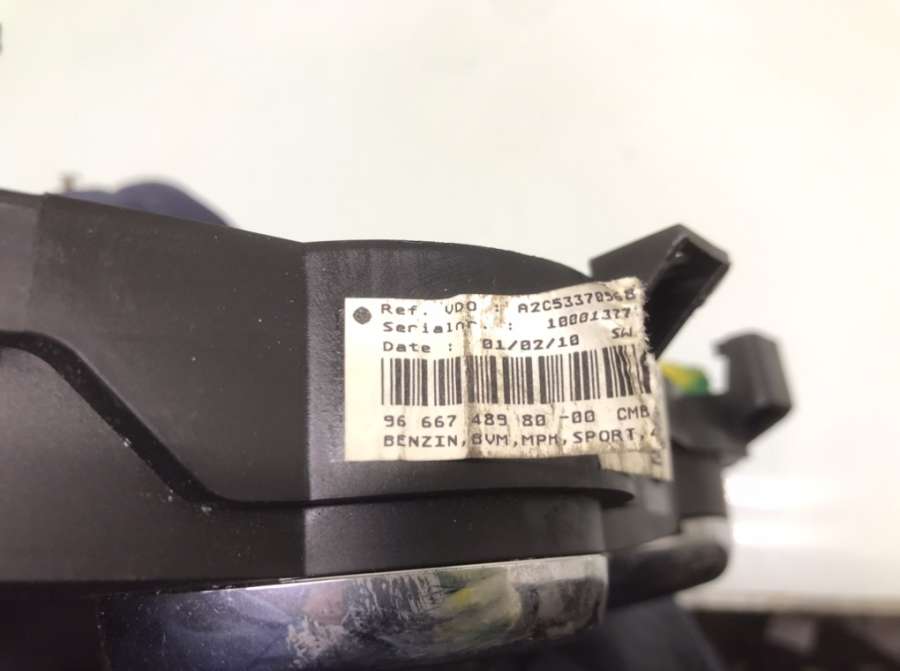 Ref. VDO : A2C53370568
Serialnr. : 10001377
SW
Date : 01/02/10
96 667 489 80 -00 CMB
BENZIN,BVM,MPH,SPORT,